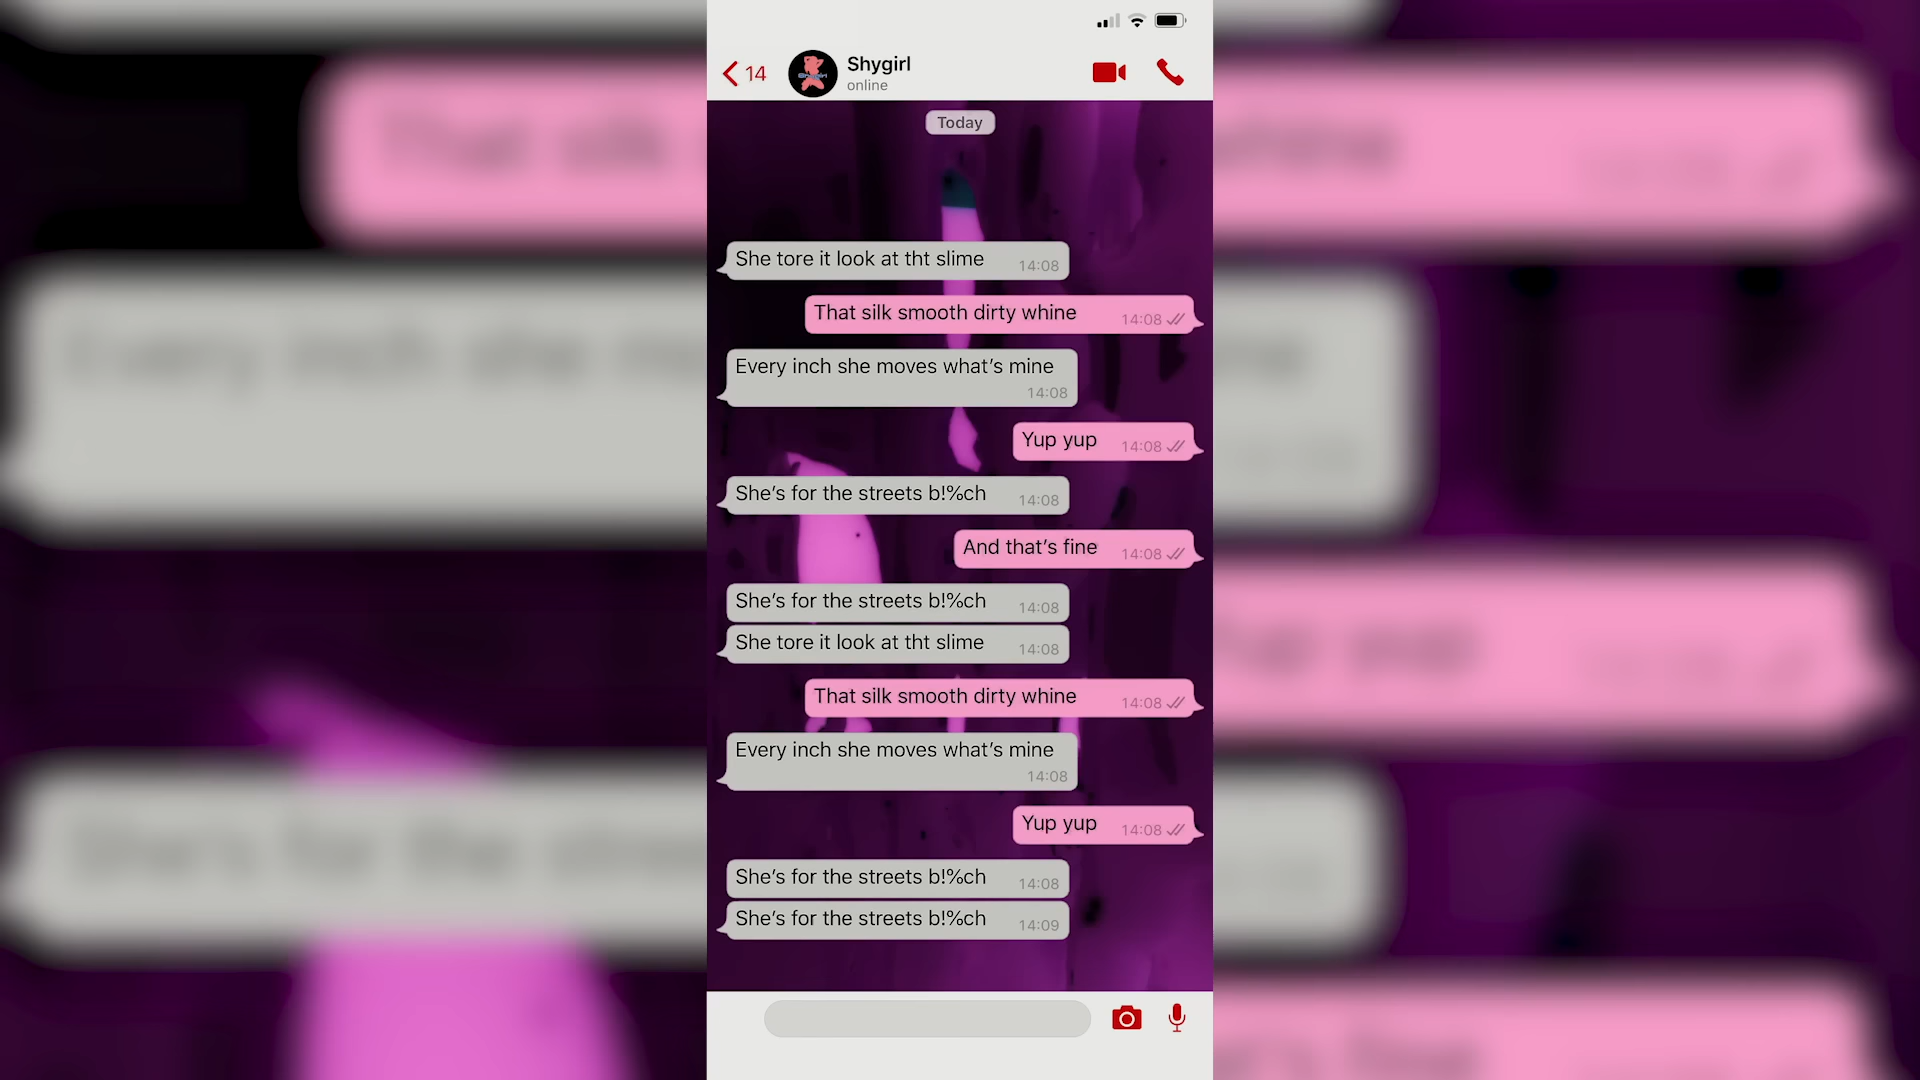 14
Shygirl
online
Today
She tore it look at tht slime 14:08
That silk smooth dirty whine 14:08
Every inch she moves what's mine
14:08
Yup yup 14:08
She's for the streets b!%ch 14:08
And that's fine 14:08
She's for the streets b!%ch 14:08
She tore it look at tht slime 14:08
That silk smooth dirty whine 14:08
Every inch she moves what's mine
14:08
Yup yup 14:08
She's for the streets b!%ch 14:08
She's for the streets b!%ch 14:09